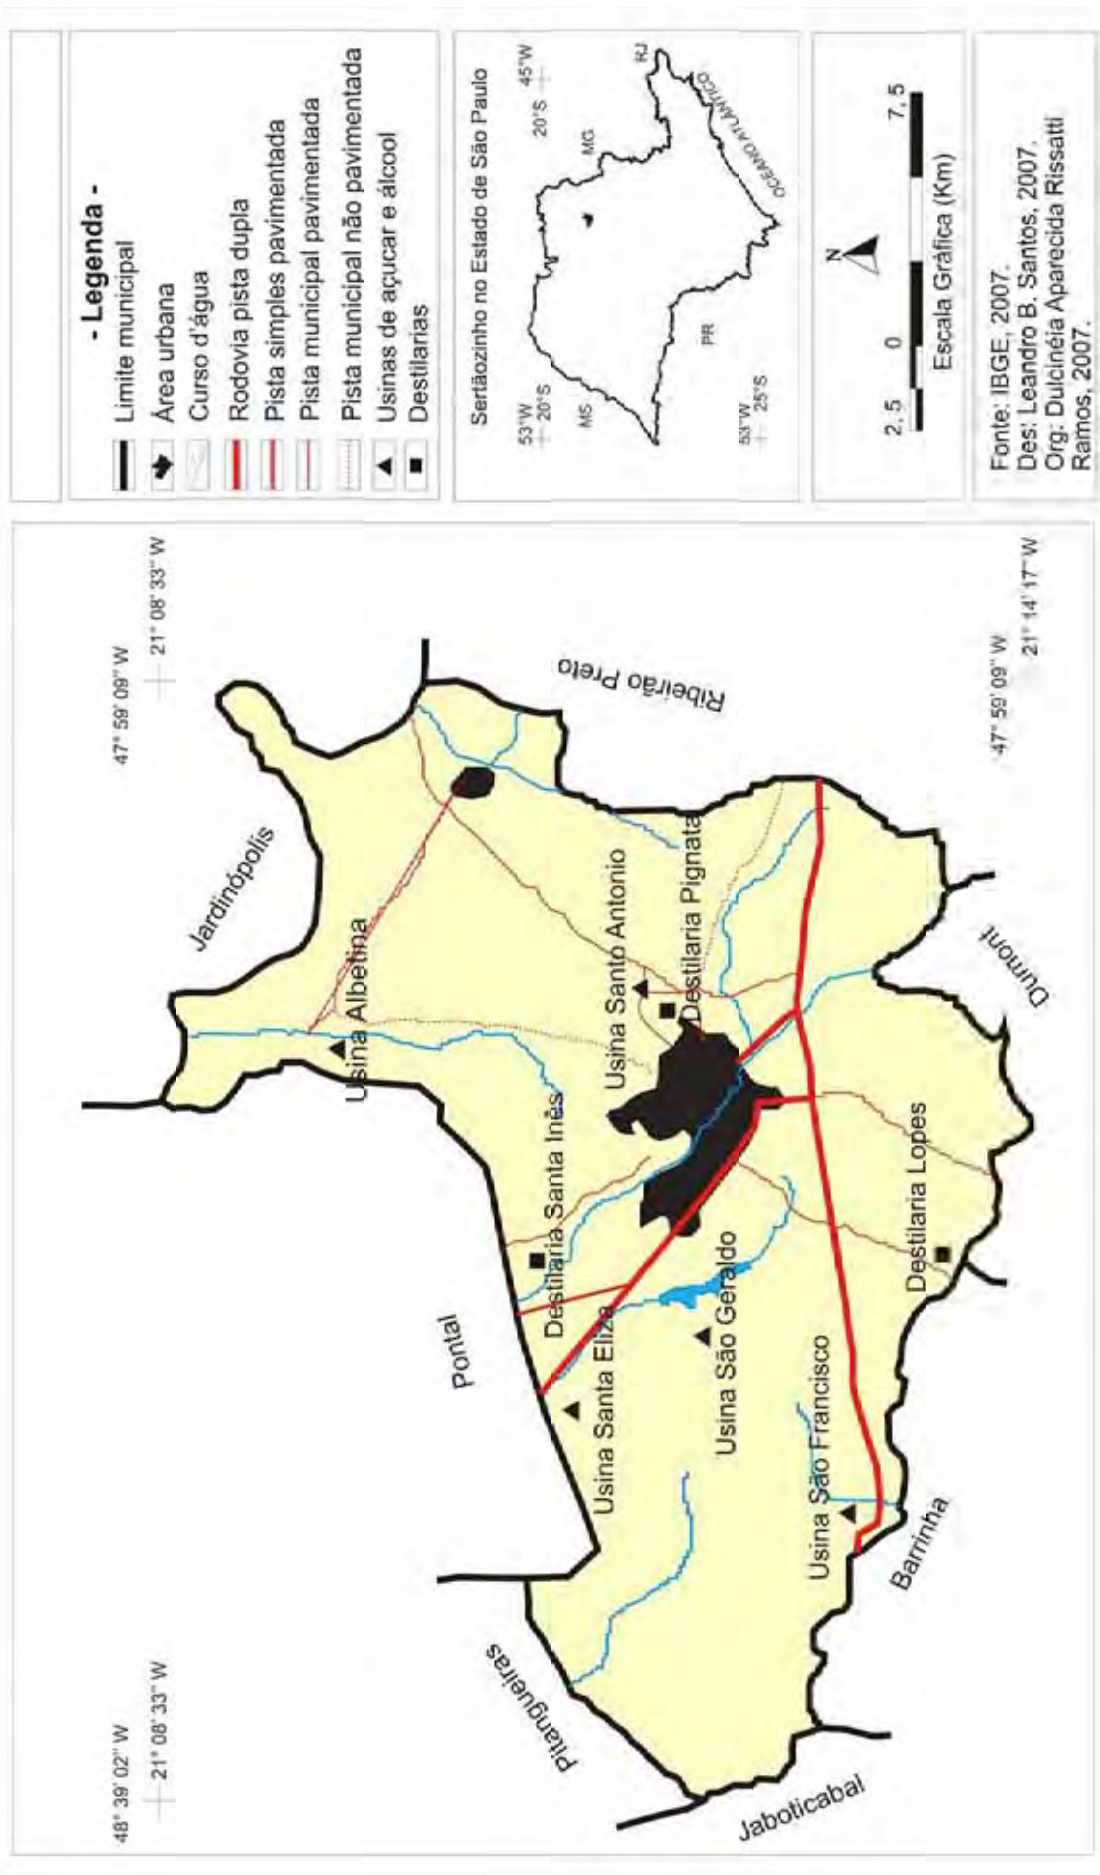 48° 39' 02" W
21° 08' 33" W
47° 59' 09" W
21° 08' 33" W
Jardinópolis
Pitangueiras
Pontal
Usina Albetina
Ribeirão Preto
Destilaria Santa Inês
Usina Santa Eliza
Usina Santo Antonio
Destilaria Pignata
Usina São Geraldo
Usina São Francisco
Destilaria Lopes
Jaboticabal
Barrinha
Dumont
47° 59' 09" W
21° 14' 17" W
- Legenda -
Limite municipal
Área urbana
Curso d'água
Rodovia pista dupla
Pista simples pavimentada
Pista municipal pavimentada
Pista municipal não pavimentada
Usinas de açucar e álcool
Destilarias
Sertãozinho no Estado de São Paulo
53°W
20°S
45°W
20°S
MS
MG
RJ
PR
OCEANO ATLÂNTICO
53°W
25°S
N
2,5 0 7,5
Escala Gráfica (Km)
Fonte: IBGE, 2007.
Des: Leandro B. Santos, 2007.
Org: Dulcinéia Aparecida Rissatti
Ramos, 2007.